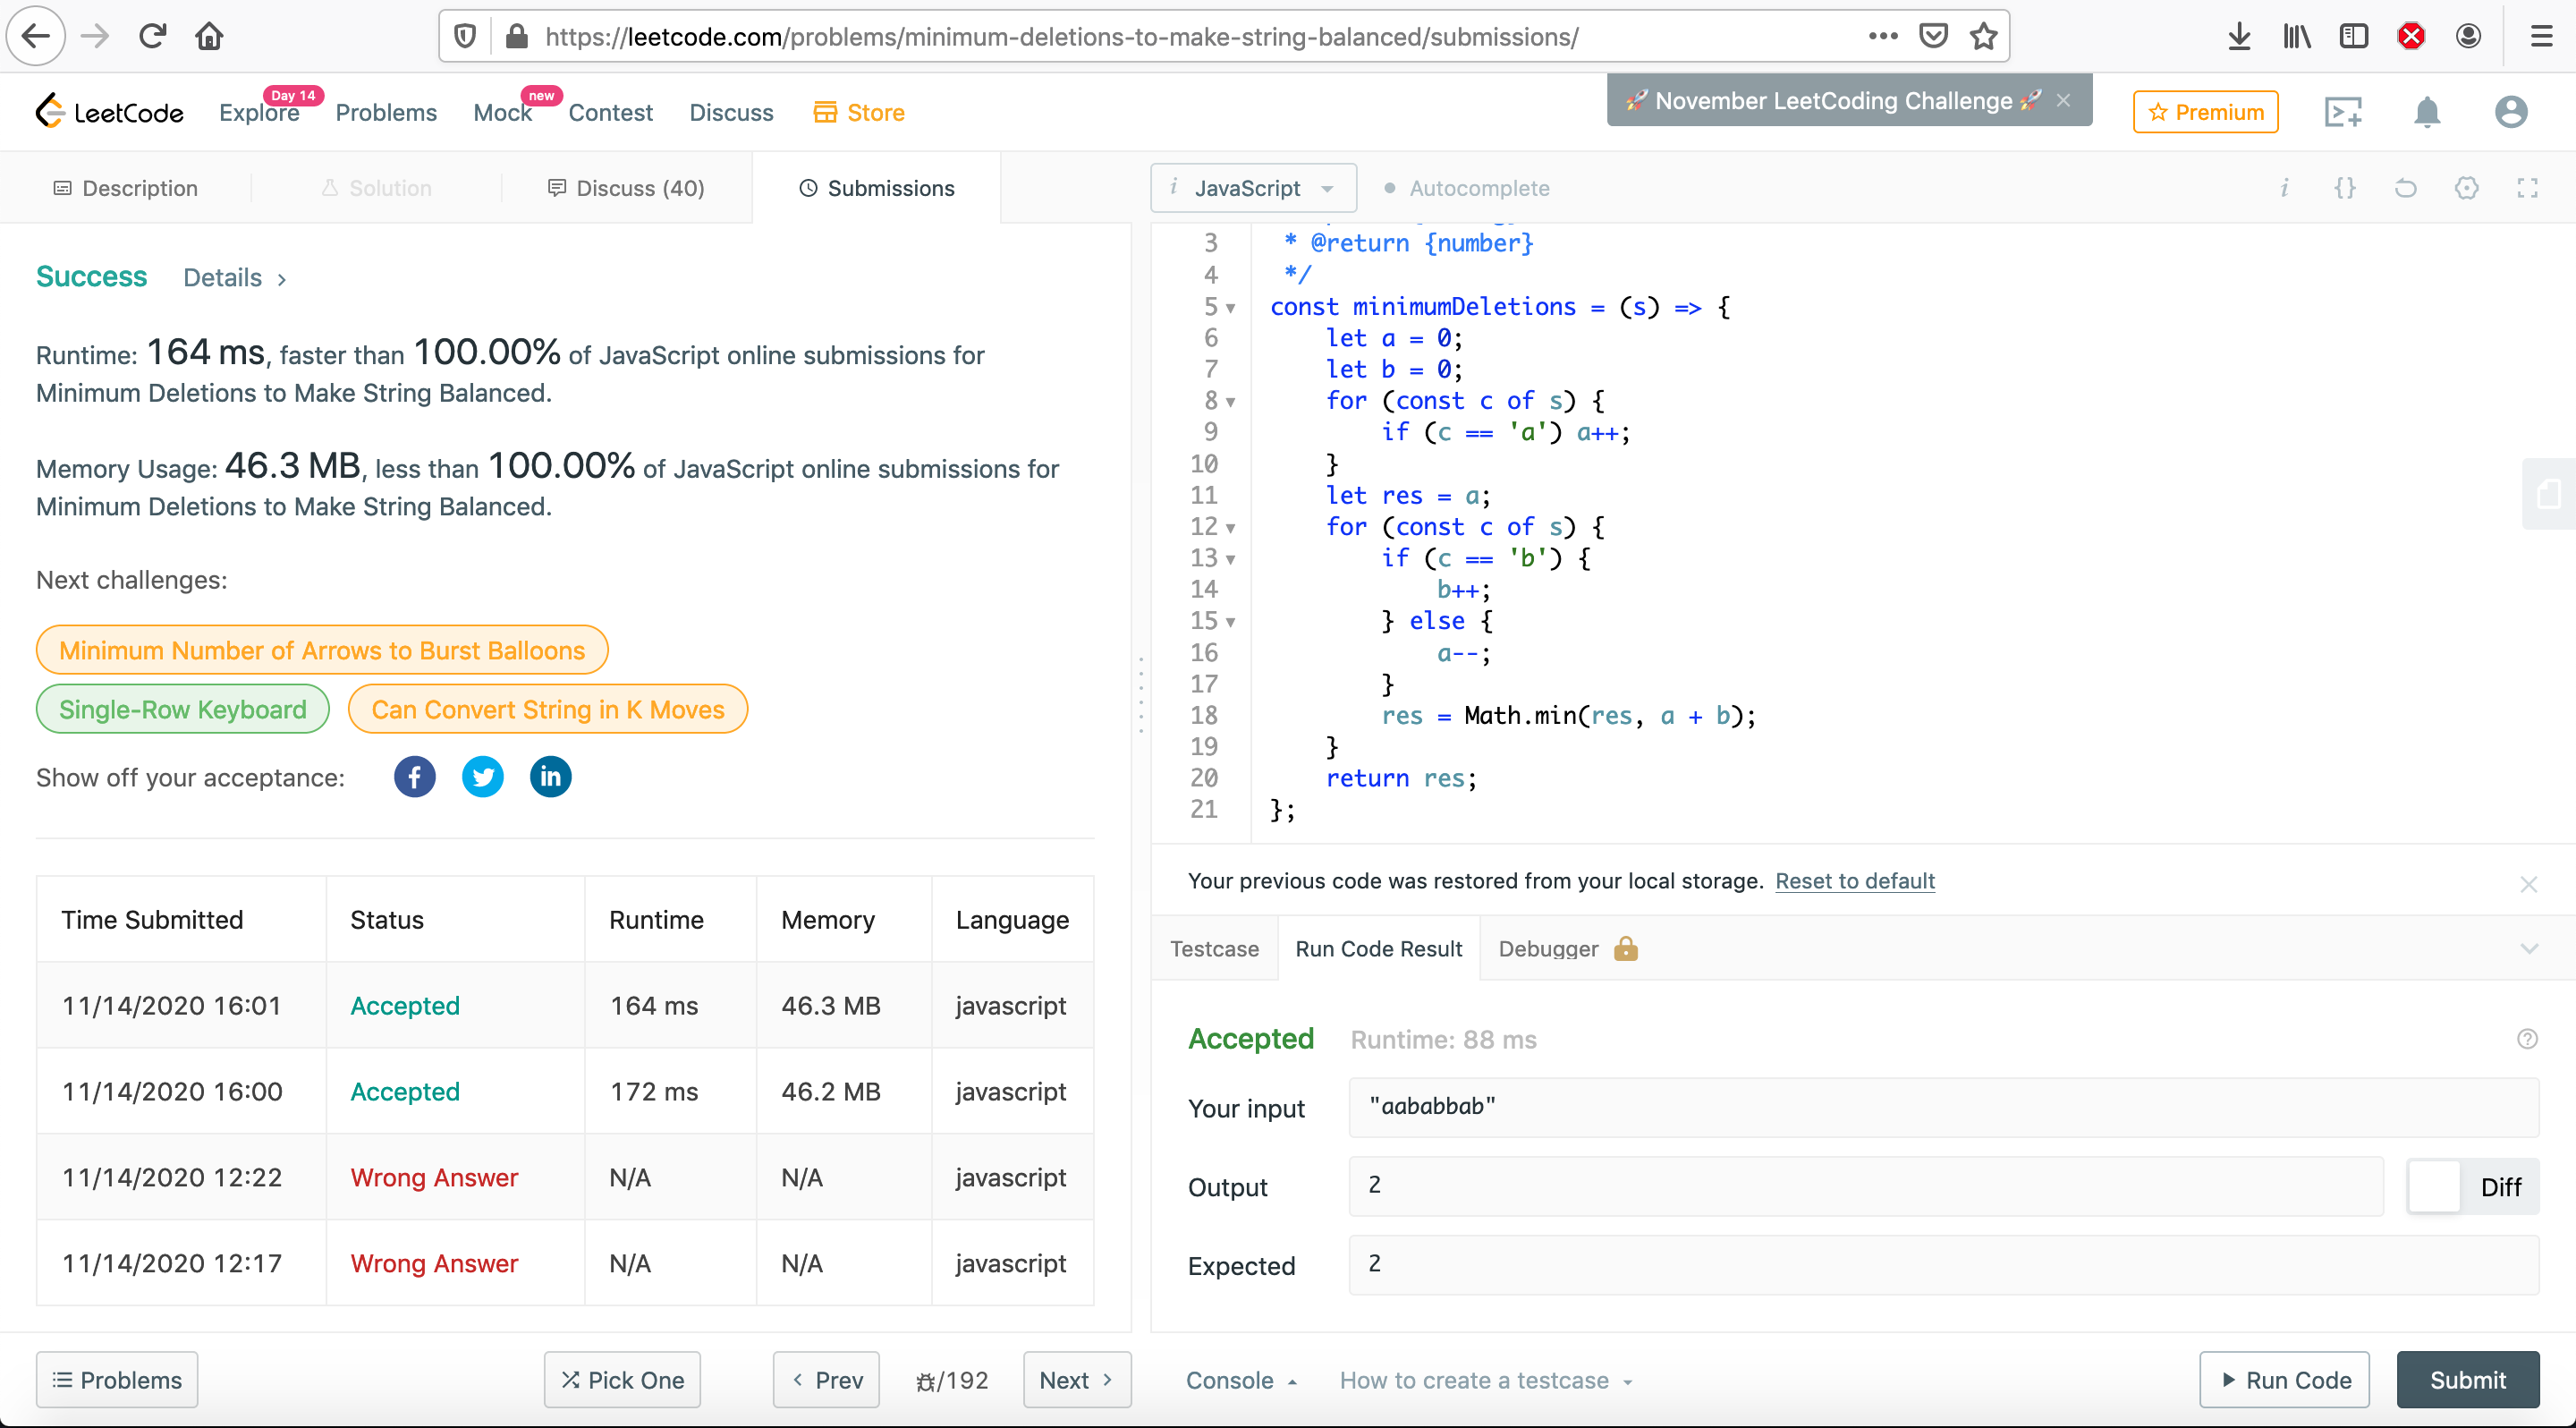 https://leetcode.com/problems/minimum-deletions-to-make-string-balanced/submissions/
LeetCode
Explore
Day 14
Problems
Mock
new
Contest
Discuss
Store
🚀 November LeetCoding Challenge 🚀
Premium
Description
Solution
Discuss (40)
Submissions
i JavaScript
Autocomplete
Success Details
Runtime: 164 ms, faster than 100.00% of JavaScript online submissions for
Minimum Deletions to Make String Balanced.
Memory Usage: 46.3 MB, less than 100.00% of JavaScript online submissions for
Minimum Deletions to Make String Balanced.
Next challenges:
Minimum Number of Arrows to Burst Balloons
Single-Row Keyboard
Can Convert String in K Moves
Show off your acceptance:
Time Submitted Status Runtime Memory Language
11/14/2020 16:01 Accepted 164 ms 46.3 MB javascript
11/14/2020 16:00 Accepted 172 ms 46.2 MB javascript
11/14/2020 12:22 Wrong Answer N/A N/A javascript
11/14/2020 12:17 Wrong Answer N/A N/A javascript
Problems
Pick One
Prev
/192
Next
3 * @return {number}
4 */
5 const minimumDeletions = (s) => {
6 let a = 0;
7 let b = 0;
8 for (const c of s) {
9 if (c == 'a') a++;
10 }
11 let res = a;
12 for (const c of s) {
13 if (c == 'b') {
14 b++;
15 } else {
16 a--;
17 }
18 res = Math.min(res, a + b);
19 }
20 return res;
21 };
Your previous code was restored from your local storage. Reset to default
Testcase
Run Code Result
Debugger
Accepted Runtime: 88 ms
Your input "aababbab"
Output 2
Diff
Expected 2
Console
How to create a testcase
Run Code
Submit